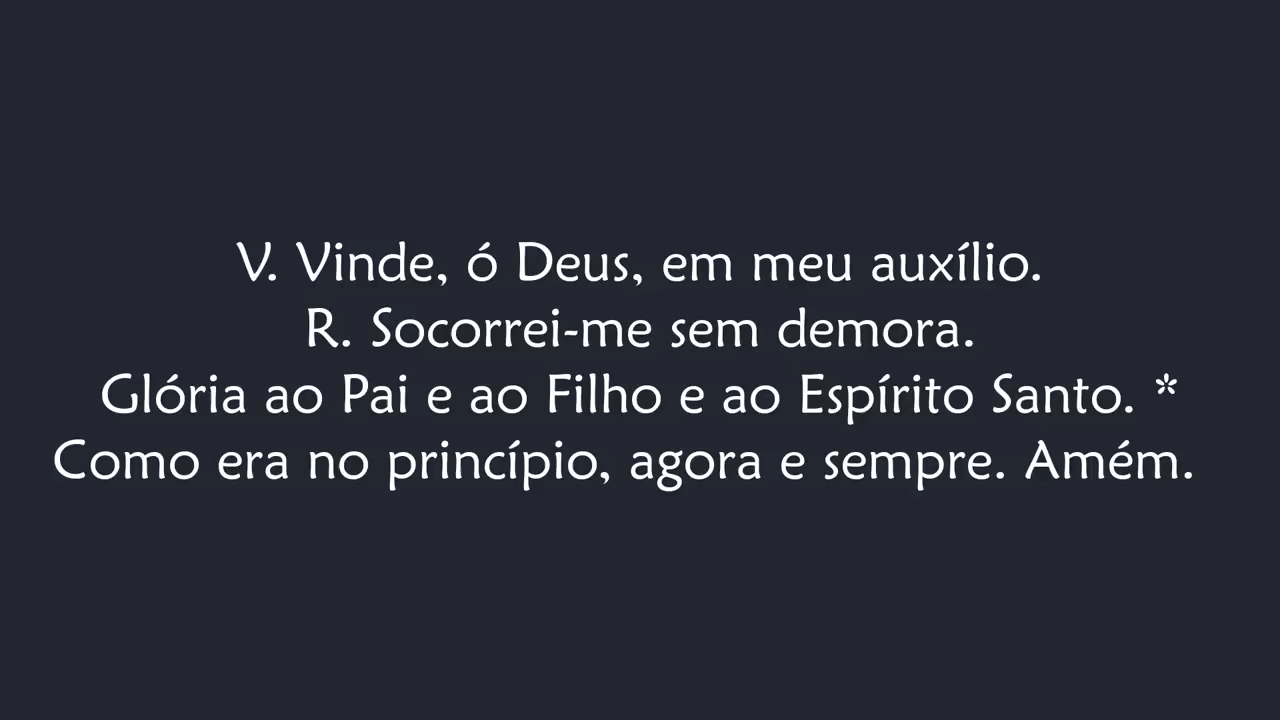 V. Vinde, ó Deus, em meu auxílio.
R. Socorrei-me sem demora.
Glória ao Pai e ao Filho e ao Espírito Santo. *
Como era no princípio, agora e sempre. Amém.